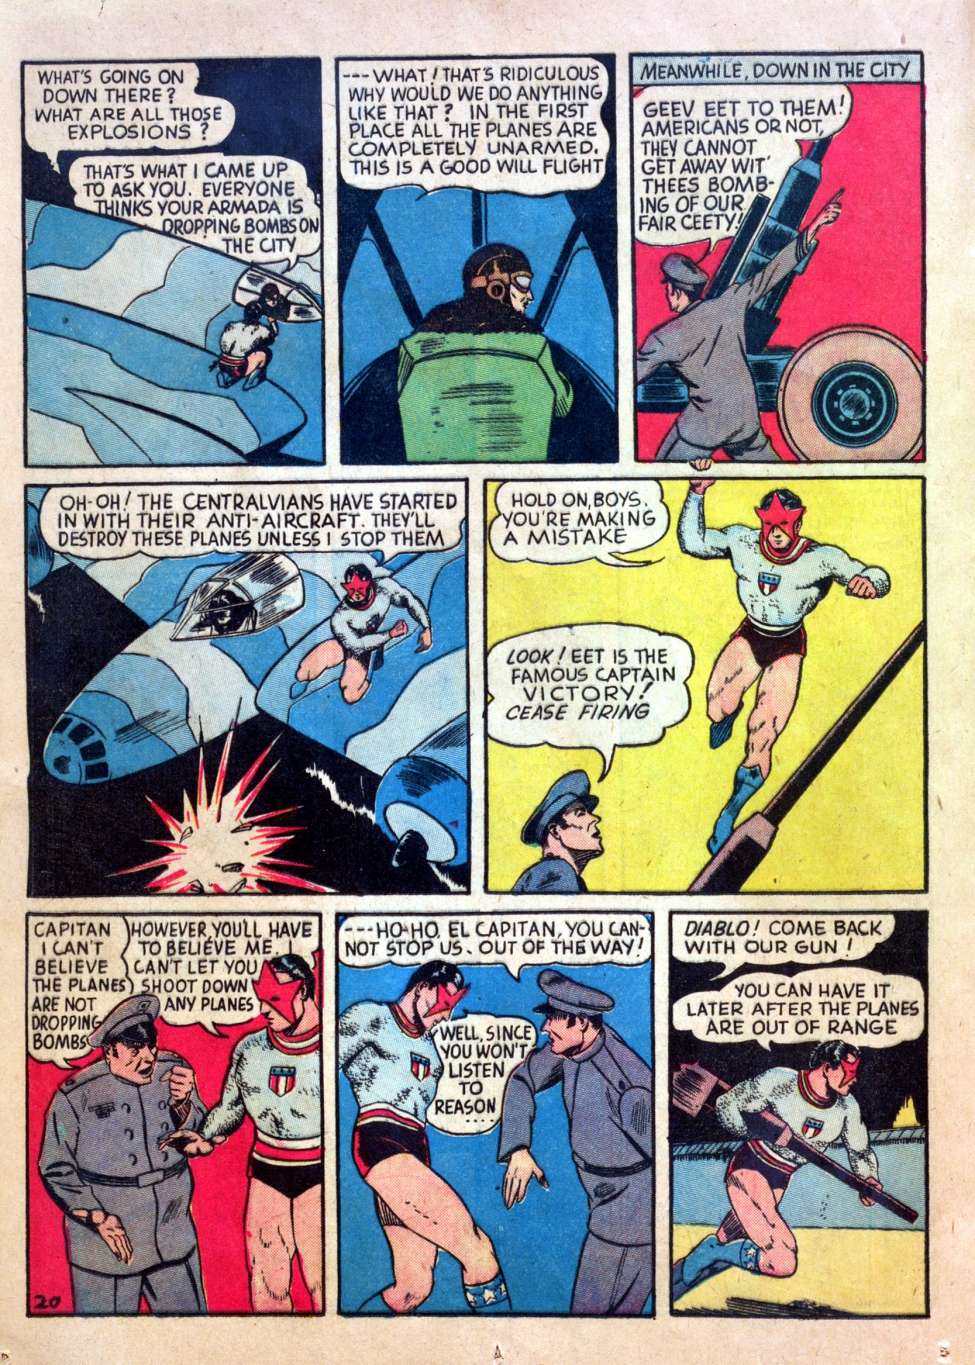 WHAT'S GOING ON
DOWN THERE?
WHAT ARE ALL THOSE
EXPLOSIONS?
THAT'S WHAT I CAME UP
TO ASK YOU. EVERYONE
THINKS YOUR ARMADA IS
DROPPING BOMBS ON
THE CITY
--- WHAT! THAT'S RIDICULOUS
WHY WOULD WE DO ANYTHING
LIKE THAT? IN THE FIRST
PLACE ALL THE PLANES ARE
COMPLETELY UNARMED.
THIS IS A GOOD WILL FLIGHT
MEANWHILE, DOWN IN THE CITY
GEEV EET TO THEM!
AMERICANS OR NOT,
THEY CANNOT
GET AWAY WIT'
THEES BOMB-
ING OF OUR
FAIR CEETY!
OH-OH! THE CENTRALVIANS HAVE STARTED
IN WITH THEIR ANTI-AIRCRAFT. THEY'LL
DESTROY THESE PLANES UNLESS I STOP THEM
HOLD ON, BOYS.
YOU'RE MAKING
A MISTAKE
LOOK! EET IS THE
FAMOUS CAPTAIN
VICTORY!
CEASE FIRING
CAPITAN
I CAN'T
BELIEVE
THE PLANES
ARE NOT
DROPPING
BOMBS
HOWEVER, YOU'LL HAVE
TO BELIEVE ME. I
CAN'T LET YOU
SHOOT DOWN
ANY PLANES
--- HO-HO, EL CAPITAN, YOU CAN-
NOT STOP US. OUT OF THE WAY!
WELL, SINCE
YOU WON'T
LISTEN
TO
REASON
.....
DIABLO! COME BACK
WITH OUR GUN!
YOU CAN HAVE IT
LATER AFTER THE PLANES
ARE OUT OF RANGE
20